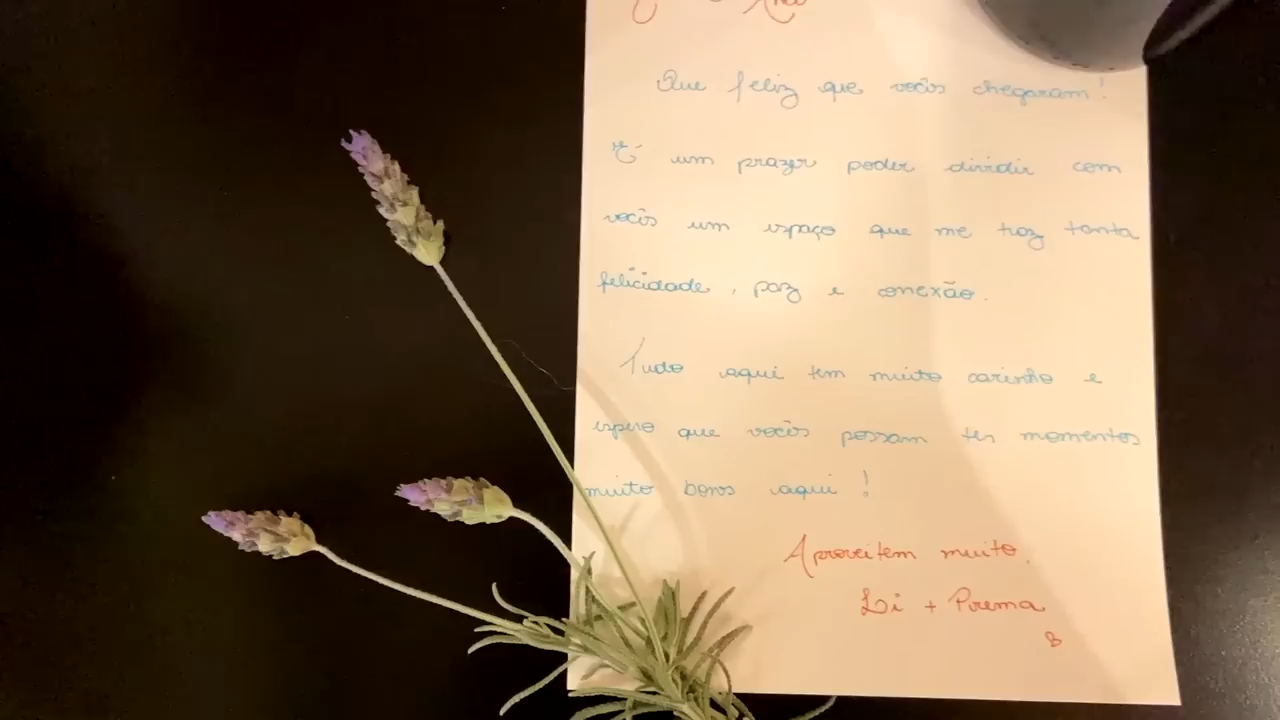 Que feliz que vocês chegaram!
É um prazer poder dividir com
vocês um espaço que me traz tanta
felicidade, paz e conexão.
Tudo aqui tem muito carinho e
espero que vocês possam ter momentos
muito bons aqui!
Aproveitem muito,
Li + Prema